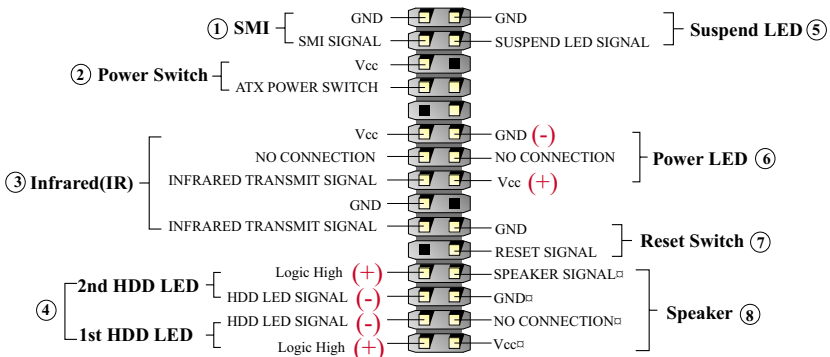 GND
GND
① SMI
Suspend LED ⑤
SMI SIGNAL
SUSPEND LED SIGNAL
Vcc
② Power Switch
ATX POWER SWITCH
Vcc
GND (-)
NO CONNECTION
NO CONNECTION
Power LED ⑥
③ Infrared(IR)
INFRARED TRANSMIT SIGNAL
Vcc (+)
GND
INFRARED TRANSMIT SIGNAL
GND
Reset Switch ⑦
RESET SIGNAL
Logic High (+)
SPEAKER SIGNAL¤
2nd HDD LED
HDD LED SIGNAL (-)
GND¤
④
Speaker ⑧
HDD LED SIGNAL (-)
NO CONNECTION¤
1st HDD LED
Logic High (+)
Vcc¤